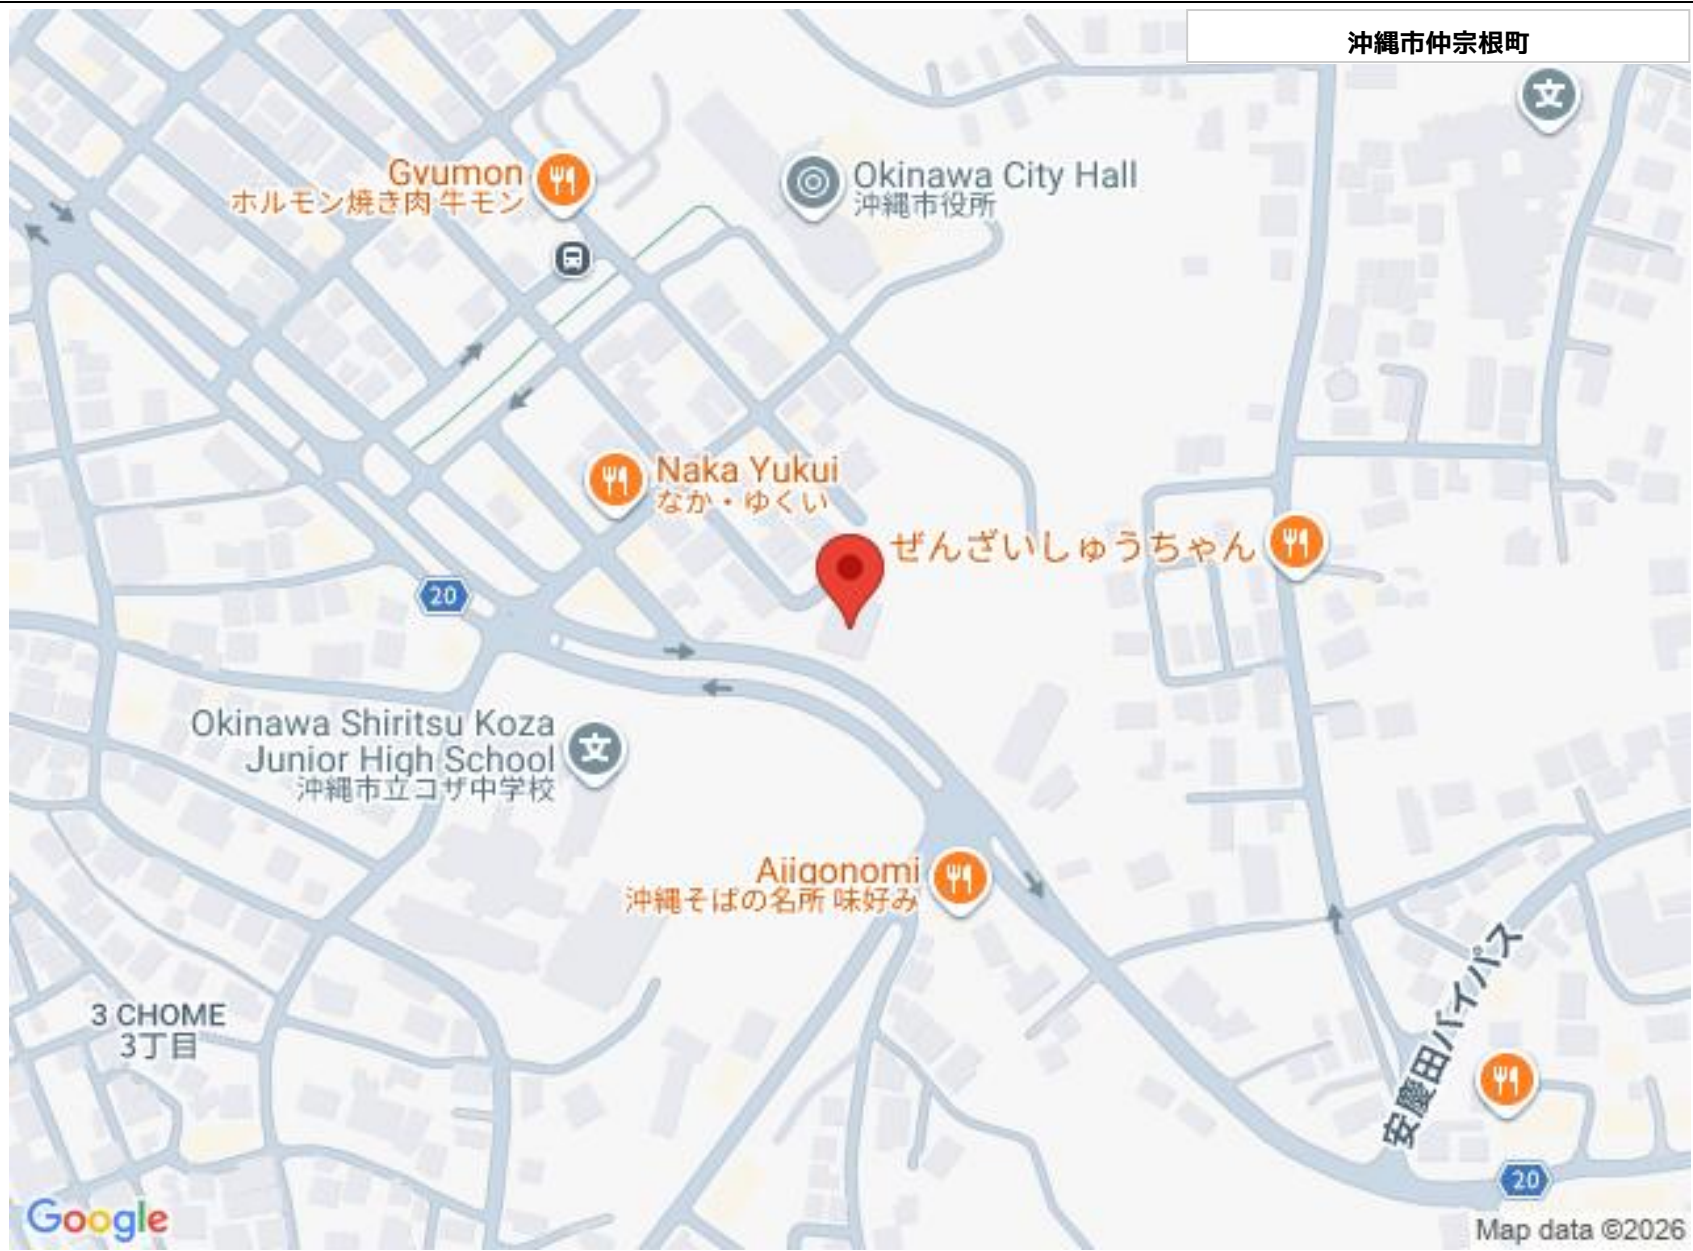 沖縄市仲宗根町
文
Gyumon
ホルモン焼き肉 牛モン
Okinawa City Hall
沖縄市役所
Naka Yukui
なか・ゆくい
ぜんざいしゅうちゃん
20
Okinawa Shiritsu Koza
Junior High School
沖縄市立コザ中学校
文
Ajigonomi
沖縄そばの名所 味好み
3 CHOME
3丁目
安慶田バイパス
20
Google
Map data ©2026